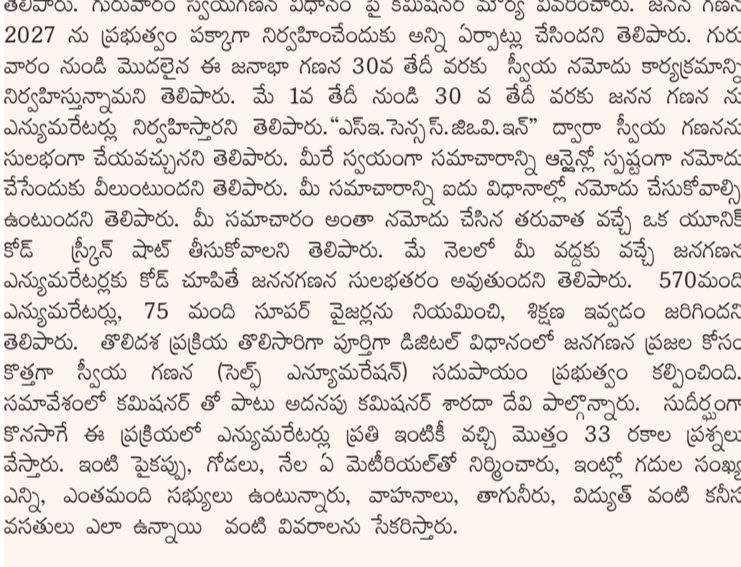 తెలిపారు. గురువారం స్వయగణన విధానం పై కమిషనర్ మౌర్య వివరించారు. జనన గణన
2027 ను ప్రభుత్వం పక్కాగా నిర్వహించేందుకు అన్ని ఏర్పాట్లు చేసిందని తెలిపారు. గురు
వారం నుండి మొదలైన ఈ జనాభా గణన 30వ తేదీ వరకు స్వీయ నమోదు కార్యక్రమాన్ని
నిర్వహిస్తున్నామని తెలిపారు. మే 1వ తేదీ నుండి 30 వ తేదీ వరకు జనన గణన ను
ఎన్యుమరేటర్లు నిర్వహిస్తారని తెలిపారు.“ఎస్ఇ.సెన్సస్.జిఒవి.ఇన్” ద్వారా స్వీయ గణనను
సులభంగా చేయవచ్చునని తెలిపారు. మీరే స్వయంగా సమాచారాన్ని ఆన్లైన్లో స్పష్టంగా నమోదు
చేసేందుకు వీలుంటుందని తెలిపారు. మీ సమాచారాన్ని ఐదు విధానాల్లో నమోదు చేసుకోవాల్సి
ఉంటుందని తెలిపారు. మీ సమాచారం అంతా నమోదు చేసిన తరువాత వచ్చే ఒక యూనిక్
కోడ్ స్క్రీన్ షాట్ తీసుకోవాలని తెలిపారు. మే నెలలో మీ వద్దకు వచ్చే జనగణన
ఎన్యుమరేటర్లకు కోడ్ చూపితే జననగణన సులభతరం అవుతుందని తెలిపారు. 570మంది
ఎన్యుమరేటర్లు, 75 మంది సూపర్ వైజర్లను నియమించి, శిక్షణ ఇవ్వడం జరిగిందని
తెలిపారు. తొలిదశ ప్రక్రియ తొలిసారిగా పూర్తిగా డిజిటల్ విధానంలో జనగణన ప్రజల కోసం
కొత్తగా స్వీయ గణన (సెల్ఫ్ ఎన్యూమరేషన్) సదుపాయం ప్రభుత్వం కల్పించింది.
సమావేశంలో కమిషనర్ తో పాటు అదనపు కమిషనర్ శారదా దేవి పాల్గొన్నారు. సుదీర్ఘంగా
కొనసాగే ఈ ప్రక్రియలో ఎన్యుమరేటర్లు ప్రతి ఇంటికీ వచ్చి మొత్తం 33 రకాల ప్రశ్నలు
వేస్తారు. ఇంటి పైకప్పు, గోడలు, నేల ఏ మెటీరియల్‌తో నిర్మించారు, ఇంట్లో గదుల సంఖ్య
ఎన్ని, ఎంతమంది సభ్యులు ఉంటున్నారు, వాహనాలు, తాగునీరు, విద్యుత్ వంటి కనీస
వసతులు ఎలా ఉన్నాయి వంటి వివరాలను సేకరిస్తారు.